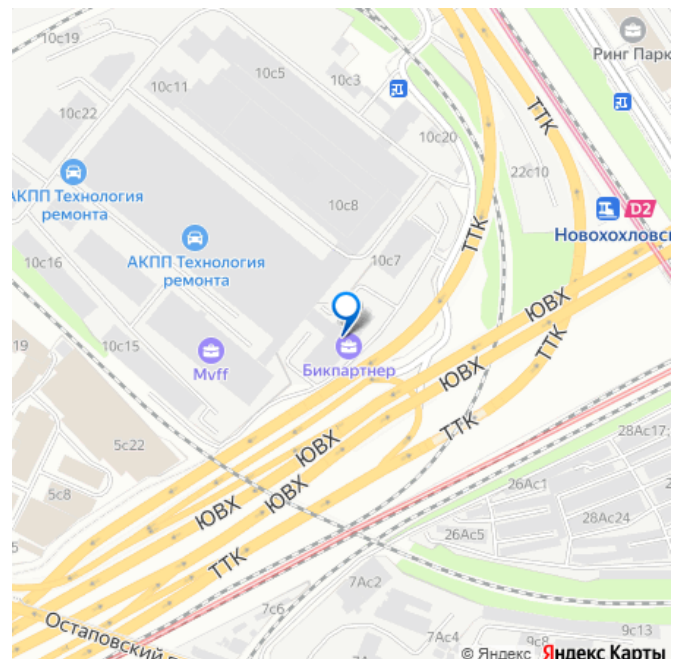 10с19
10с5
10с3
Ринг Парк
10с11
10с22
ТТК
10с20
АКПП Технология
ремонта
22с10
10с8
D2
Новохохловс
ТТК
10с16
АКПП Технология
ремонта
10с7
ЮВХ
ТТК
19
10с15
Mvff
Бикпартнер
ЮВХ
ТТК
28Ас17,
5с22
ЮВХ
26Ас1
5с8
ЮВХ
ЮВХ
28Ас24
26Ас5
5
ТТК
7Ас2
7с6
Остаповский
7Ас4
9с8
9с13
© Яндекс Яндекс Карты